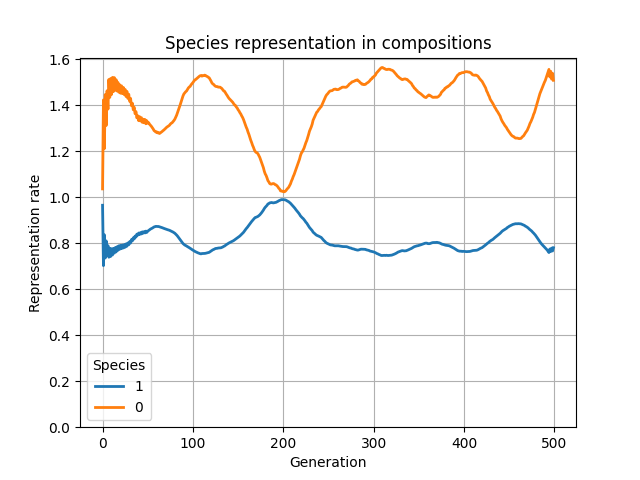 Species representation in compositions
1.6
1.4
1.2
1.0
0.8
0.6
0.4
0.2
0.0
Representation rate
Species
1
0
0 100 200 300 400 500
Generation